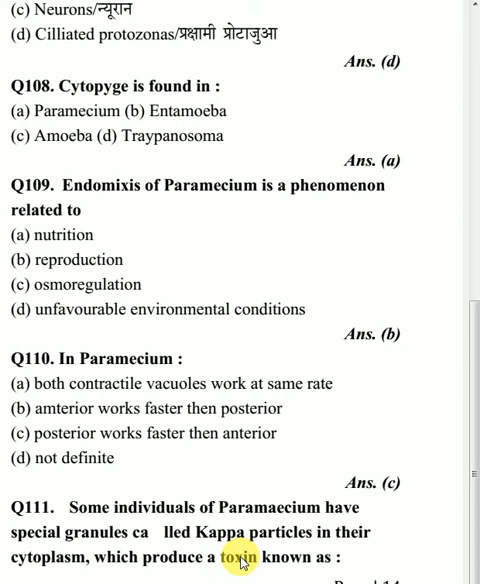 (c) Neurons/न्यूरान
(d) Cilliated protozonas/प्रक्षामी प्रोटाजुआ
Ans. (d)
Q108. Cytopyge is found in :
(a) Paramecium (b) Entamoeba
(c) Amoeba (d) Traypanosoma
Ans. (a)
Q109. Endomixis of Paramecium is a phenomenon
related to
(a) nutrition
(b) reproduction
(c) osmoregulation
(d) unfavourable environmental conditions
Ans. (b)
Q110. In Paramecium :
(a) both contractile vacuoles work at same rate
(b) amterior works faster then posterior
(c) posterior works faster then anterior
(d) not definite
Ans. (c)
Q111. Some individuals of Paramaecium have
special granules ca lled Kappa particles in their
cytoplasm, which produce a toxin known as :